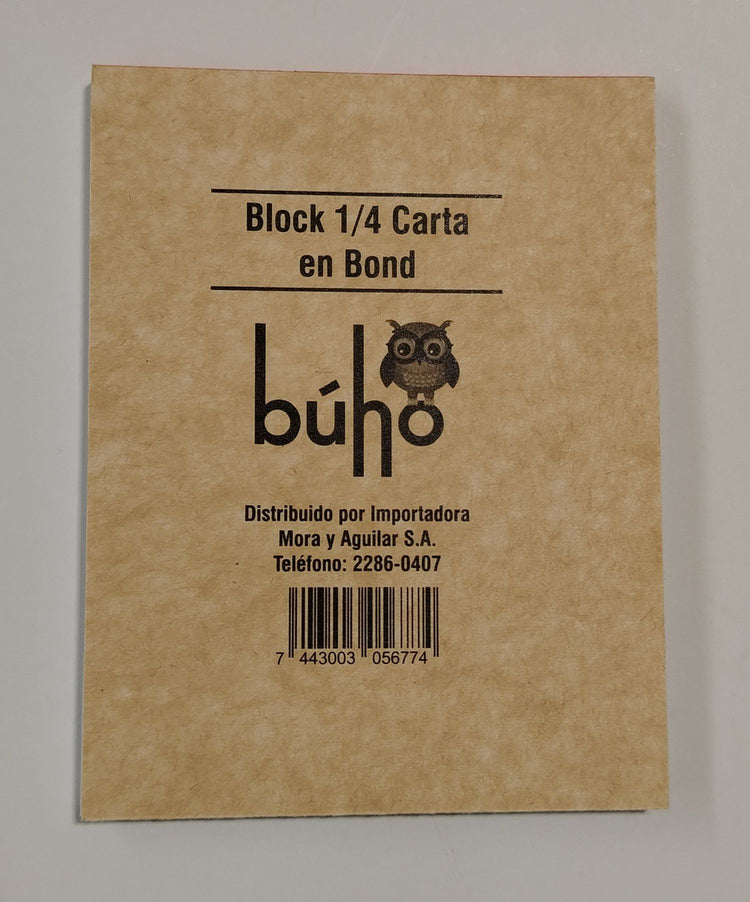 Block 1/4 Carta
en Bond
búho
Distribuido por Importadora
Mora y Aguilar S.A.
Teléfono: 2286-0407
7 443003 056774